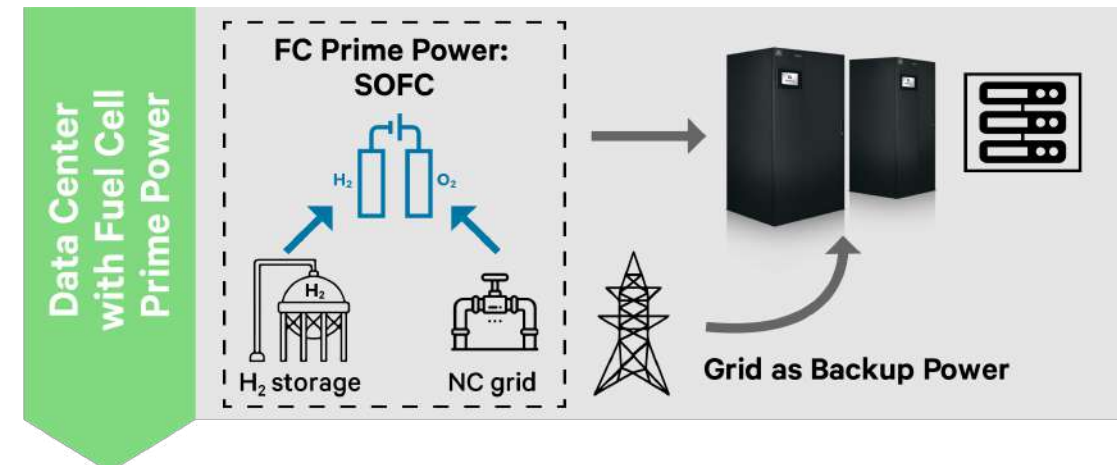 Data Center
with Fuel Cell
Prime Power
FC Prime Power:
SOFC
H₂
O₂
H₂
H₂ storage
NC grid
Grid as Backup Power